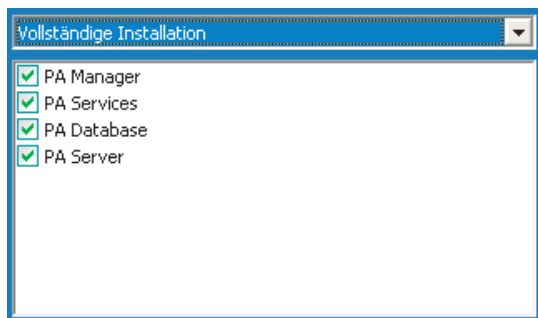 Vollständige Installation
PA Manager
PA Services
PA Database
PA Server